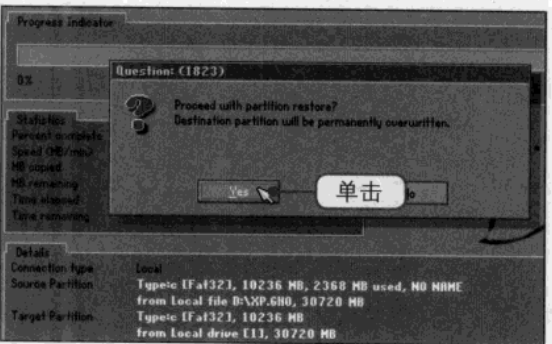 Progress Indicator
0%
Question: (1823)
Proceed with partition restore?
Destination partition will be permanently overwritten.
Yes
单击
Statistics
Percent complete
Speed (MB/min)
MB copied
MB remaining
Time elapsed
Time remaining
Details
Connection type Local
Source Partition Type:c [Fat32], 10236 MB, 2368 MB used, NO NAME
from Local file D:\XP.GHO, 30720 MB
Target Partition Type:c [Fat32], 10236 MB
from Local drive [1], 30720 MB